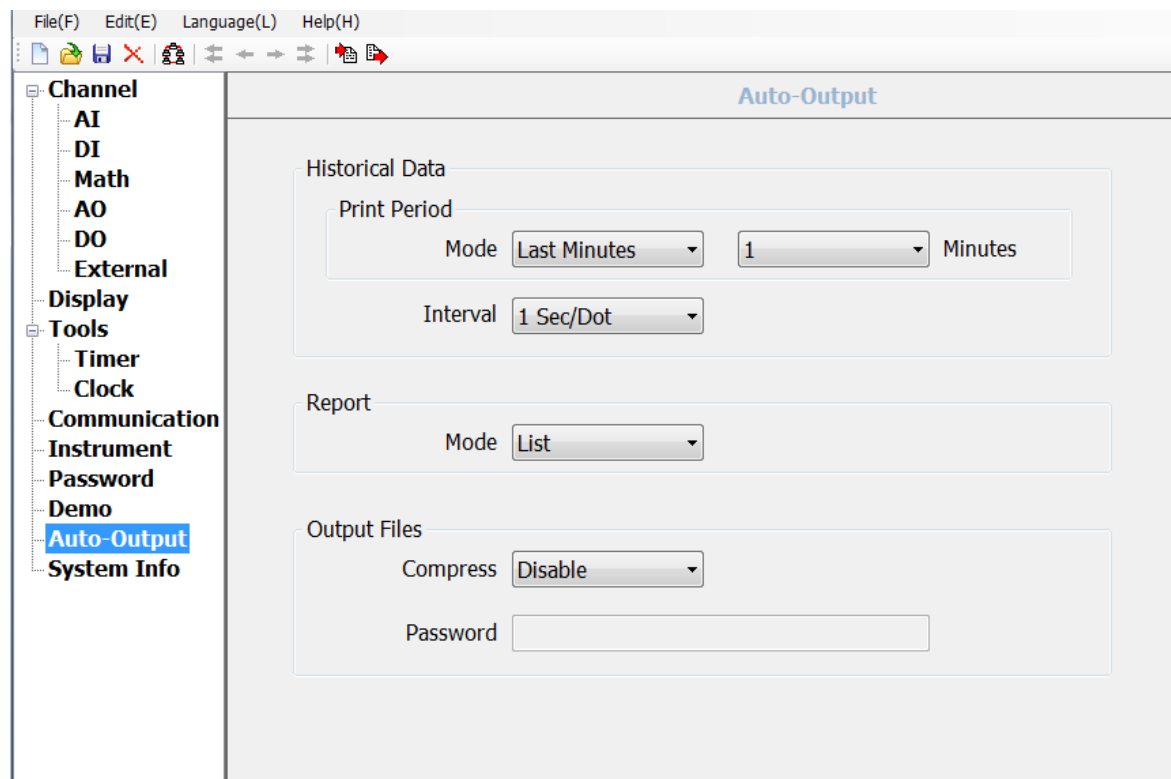 File(F) Edit(E) Language(L) Help(H)
Channel
AI
DI
Math
AO
DO
External
Display
Tools
Timer
Clock
Communication
Instrument
Password
Demo
Auto-Output
System Info
Auto-Output
Historical Data
Print Period
Mode Last Minutes 1 Minutes
Interval 1 Sec/Dot
Report
Mode List
Output Files
Compress Disable
Password